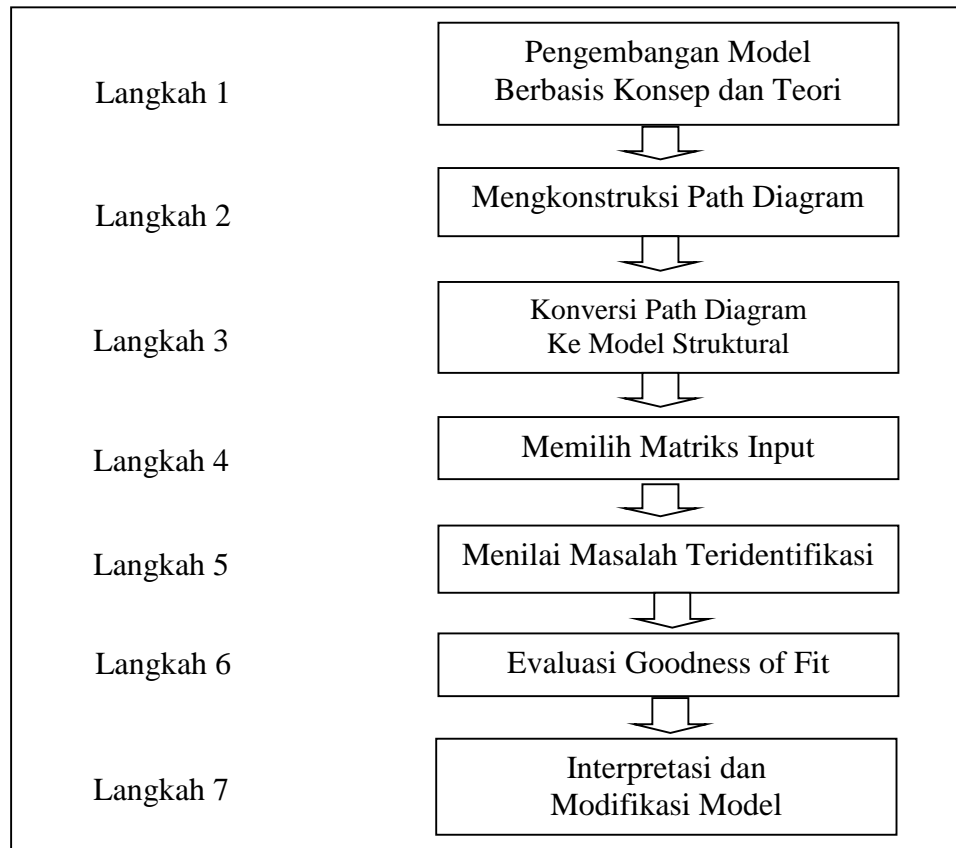 Langkah 1
Pengembangan Model
Berbasis Konsep dan Teori
Langkah 2
Mengkonstruksi Path Diagram
Langkah 3
Konversi Path Diagram
Ke Model Struktural
Langkah 4
Memilih Matriks Input
Langkah 5
Menilai Masalah Teridentifikasi
Langkah 6
Evaluasi Goodness of Fit
Langkah 7
Interpretasi dan
Modifikasi Model